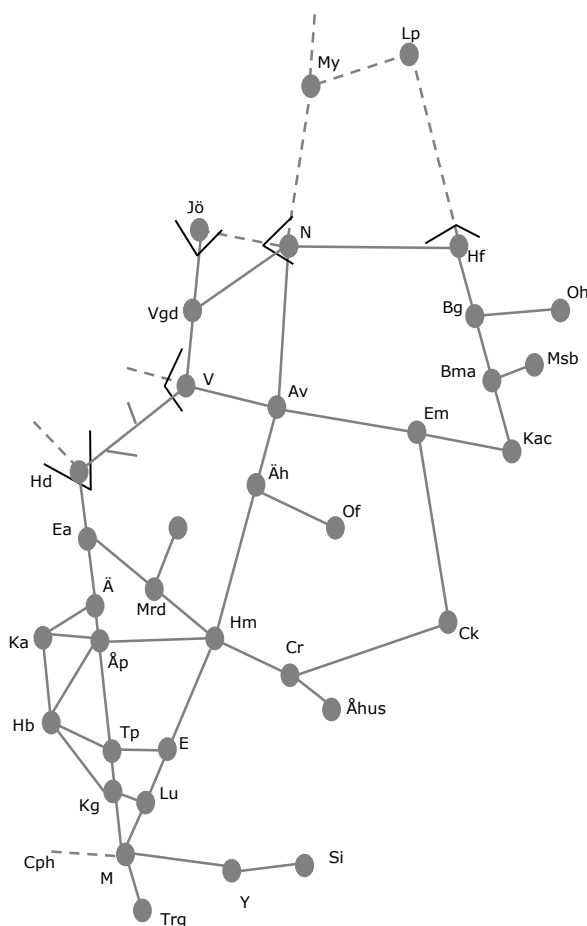 Lp
My
Jö
N
Hf
Oh
Vgd
Bg
Msb
Bma
V
Av
Em
Kac
Hd
Äh
Of
Ea
Ä
Mrd
Hm
Ka
Åp
Cr
Ck
Åhus
Hb
Tp
E
Kg
Lu
Cph
M
Si
Y
Trg